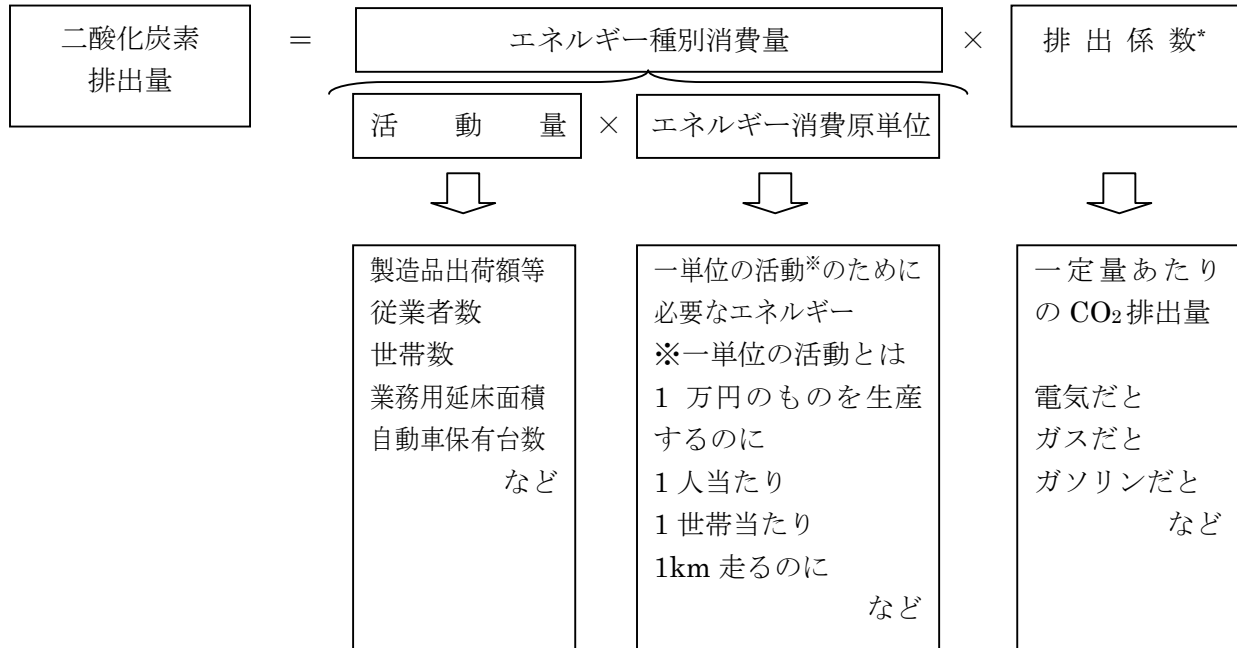 二酸化炭素
排出量
＝
エネルギー種別消費量
×
排出係数*
活動量
×
エネルギー消費原単位
製造品出荷額等
従業者数
世帯数
業務用延床面積
自動車保有台数
など
一単位の活動※のために
必要なエネルギー
※一単位の活動とは
1 万円のものを生産
するのに
1 人当たり
1 世帯当たり
1km 走るのに
など
一定量あたり
の CO₂排出量
電気だと
ガスだと
ガソリンだと
など